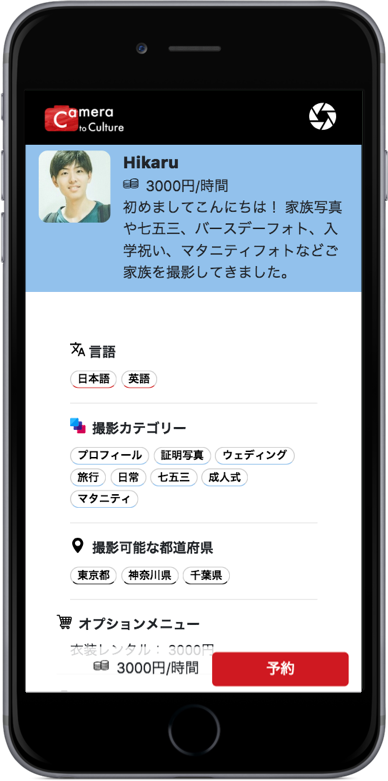 Camera
to Culture
Hikaru
3000円/時間
初めましてこんにちは！ 家族写真
や七五三、バースデーフォト、入
学祝い、マタニティフォトなどご
家族を撮影してきました。
言語
日本語 英語
撮影カテゴリー
プロフィール 証明写真 ウェディング
旅行 日常 七五三 成人式
マタニティ
撮影可能な都道府県
東京都 神奈川県 千葉県
オプションメニュー
衣装レンタル： 3000円
3000円/時間 予約